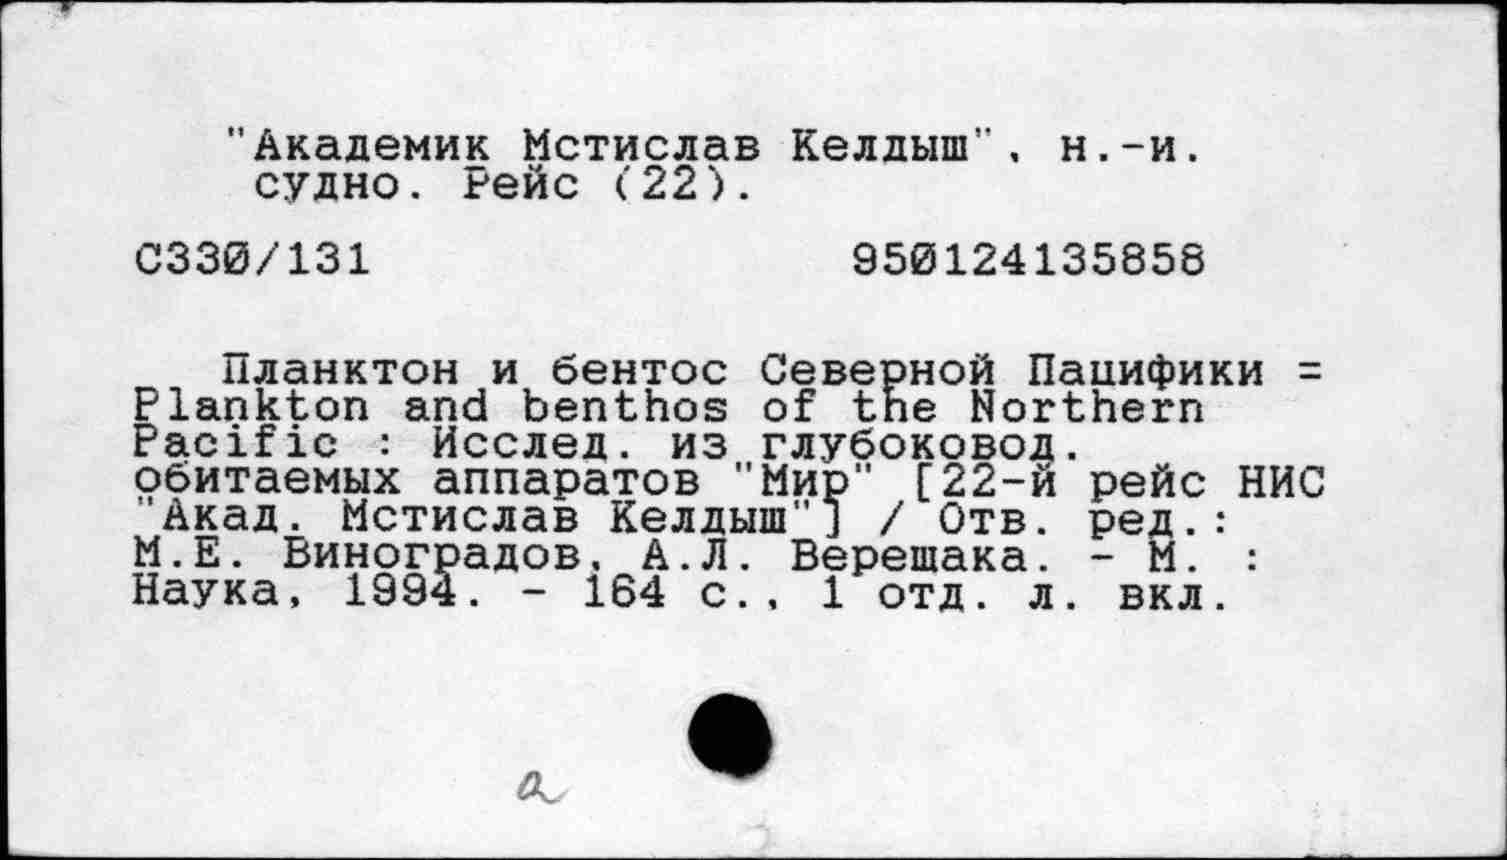 "Академик Мстислав Келдыш", н.-и.
судно. Рейс (22).
С330/131 950124135858
Планктон и бентос Северной Пацифики =
Plankton and benthos of the Northern
Pacific : Исслед. из глубоковод.
обитаемых аппаратов "Мир" [22-й рейс НИС
"Акад. Мстислав Келдыш"] / Отв. ред.:
М.Е. Виноградов, А.Л. Верещака. - М. :
Наука, 1994. - 164 с., 1 отд. л. вкл.
а